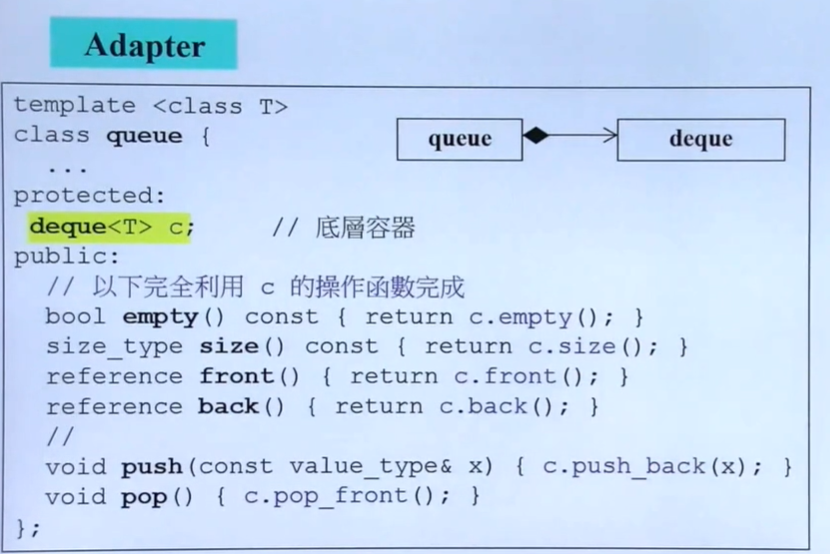 Adapter
template <class T>
class queue {
...
protected:
deque<T> c; // 底層容器
public:
// 以下完全利用 c 的操作函數完成
bool empty() const { return c.empty(); }
size_type size() const { return c.size(); }
reference front() { return c.front(); }
reference back() { return c.back(); }
//
void push(const value_type& x) { c.push_back(x); }
void pop() { c.pop_front(); }
};
queue
deque